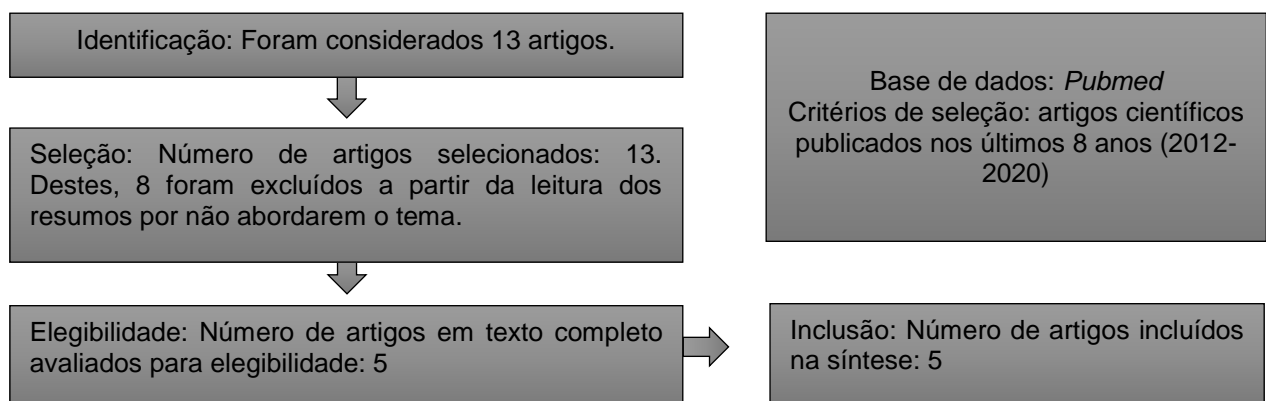 Identificação: Foram considerados 13 artigos.
Seleção: Número de artigos selecionados: 13.
Destes, 8 foram excluídos a partir da leitura dos
resumos por não abordarem o tema.
Elegibilidade: Número de artigos em texto completo
avaliados para elegibilidade: 5
Base de dados: Pubmed
Critérios de seleção: artigos científicos
publicados nos últimos 8 anos (2012-
2020)
Inclusão: Número de artigos incluídos
na síntese: 5